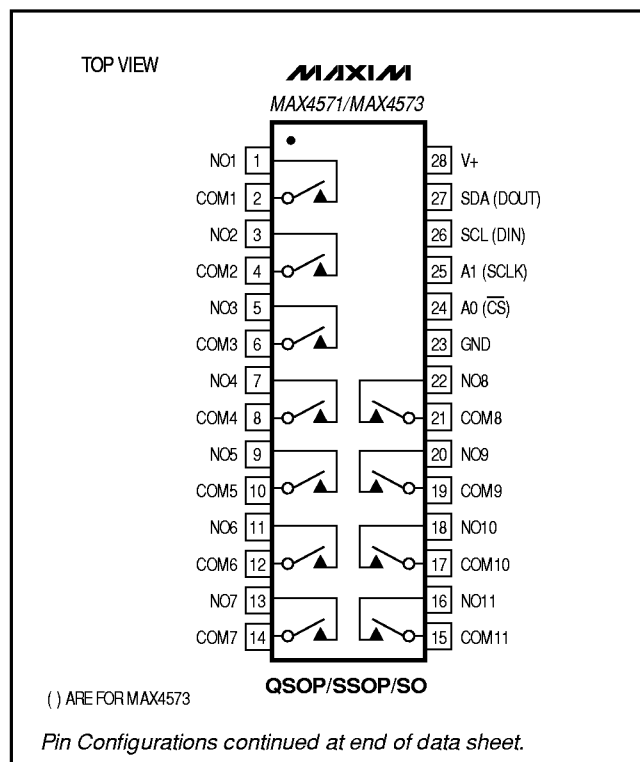 TOP VIEW
MAXIM
MAX4571/MAX4573
NO1 1
COM1 2
NO2 3
COM2 4
NO3 5
COM3 6
NO4 7
COM4 8
NO5 9
COM5 10
NO6 11
COM6 12
NO7 13
COM7 14
28 V+
27 SDA (DOUT)
26 SCL (DIN)
25 A1 (SCLK)
24 A0 (C̅S̅)
23 GND
22 NO8
21 COM8
20 NO9
19 COM9
18 NO10
17 COM10
16 NO11
15 COM11
QSOP/SSOP/SO
( ) ARE FOR MAX4573
Pin Configurations continued at end of data sheet.